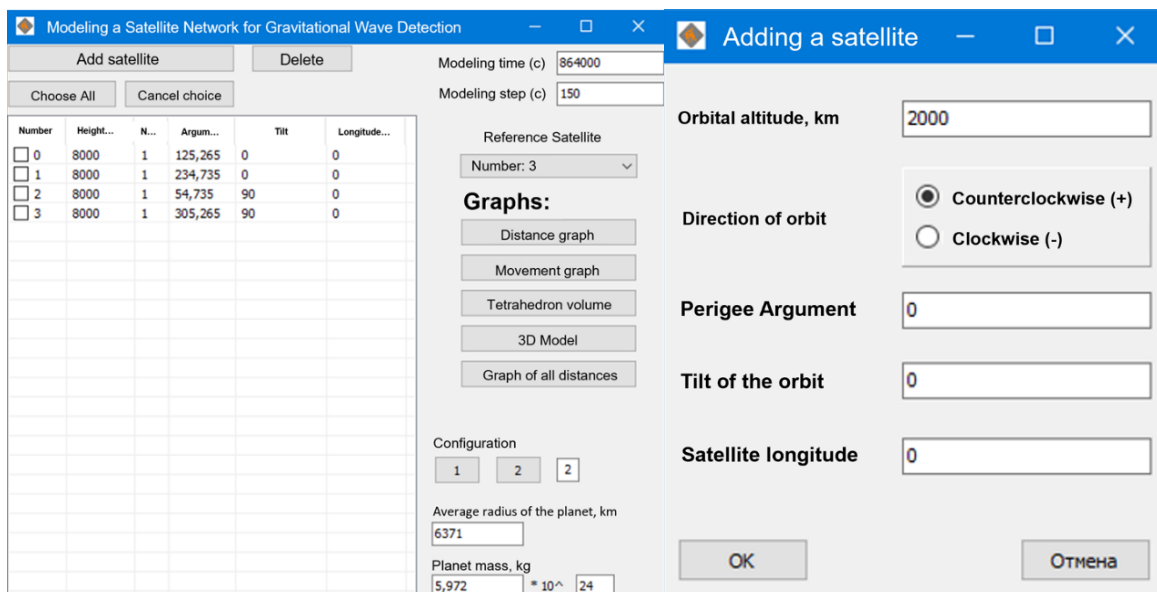 Modeling a Satellite Network for Gravitational Wave Detection
Add satellite Delete
Choose All Cancel choice
Number Height... N... Argum... Tilt Longitude...
0 8000 1 125,265 0 0
1 8000 1 234,735 0 0
2 8000 1 54,735 90 0
3 8000 1 305,265 90 0
Modeling time (c) 864000
Modeling step (c) 150
Reference Satellite
Number: 3
Graphs:
Distance graph
Movement graph
Tetrahedron volume
3D Model
Graph of all distances
Configuration
1 2 2
Average radius of the planet, km
6371
Planet mass, kg
5,972 * 10^ 24
Adding a satellite
Orbital altitude, km 2000
Direction of orbit
Counterclockwise (+)
Clockwise (-)
Perigee Argument 0
Tilt of the orbit 0
Satellite longitude 0
OK Отмена